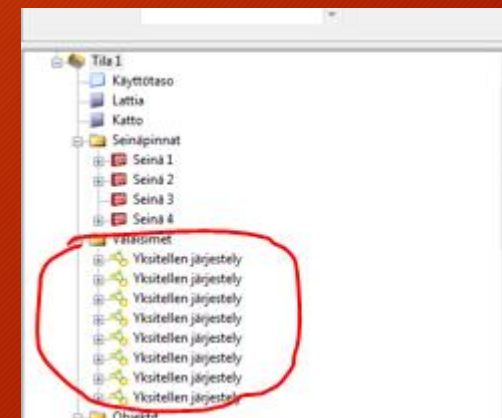 Tila 1
Käyttötaso
Lattia
Katto
Seinäpinnat
Seinä 1
Seinä 2
Seinä 3
Seinä 4
Valaisimet
Yksitellen järjestely
Yksitellen järjestely
Yksitellen järjestely
Yksitellen järjestely
Yksitellen järjestely
Yksitellen järjestely
Yksitellen järjestely
Yksitellen järjestely
Objektit